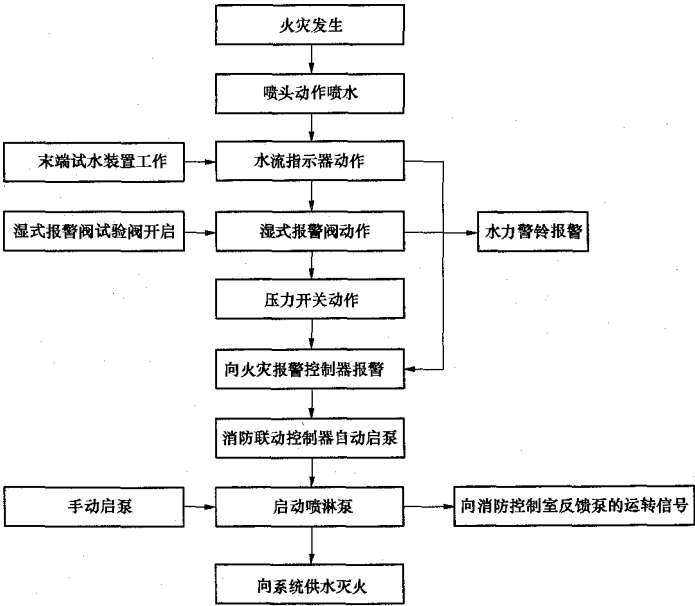 火灾发生
喷头动作喷水
末端试水装置工作
水流指示器动作
湿式报警阀试验阀开启
湿式报警阀动作
水力警铃报警
压力开关动作
向火灾报警控制器报警
消防联动控制器自动启泵
手动启泵
启动喷淋泵
向消防控制室反馈泵的运转信号
向系统供水灭火